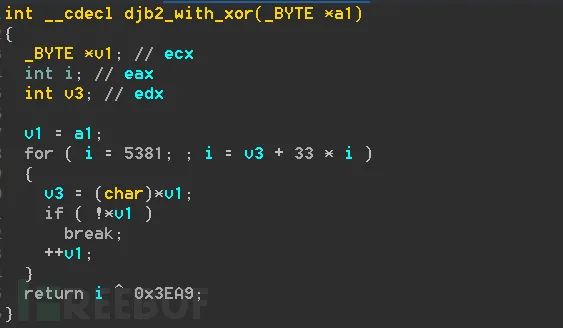 int __cdecl djb2_with_xor(_BYTE *a1)
{
  _BYTE *v1; // ecx
  int i; // eax
  int v3; // edx

  v1 = a1;
  for ( i = 5381; ; i = v3 + 33 * i )
  {
    v3 = (char)*v1;
    if ( !*v1 )
      break;
    ++v1;
  }
  return i ^ 0x3EA9;
}
REEBUF